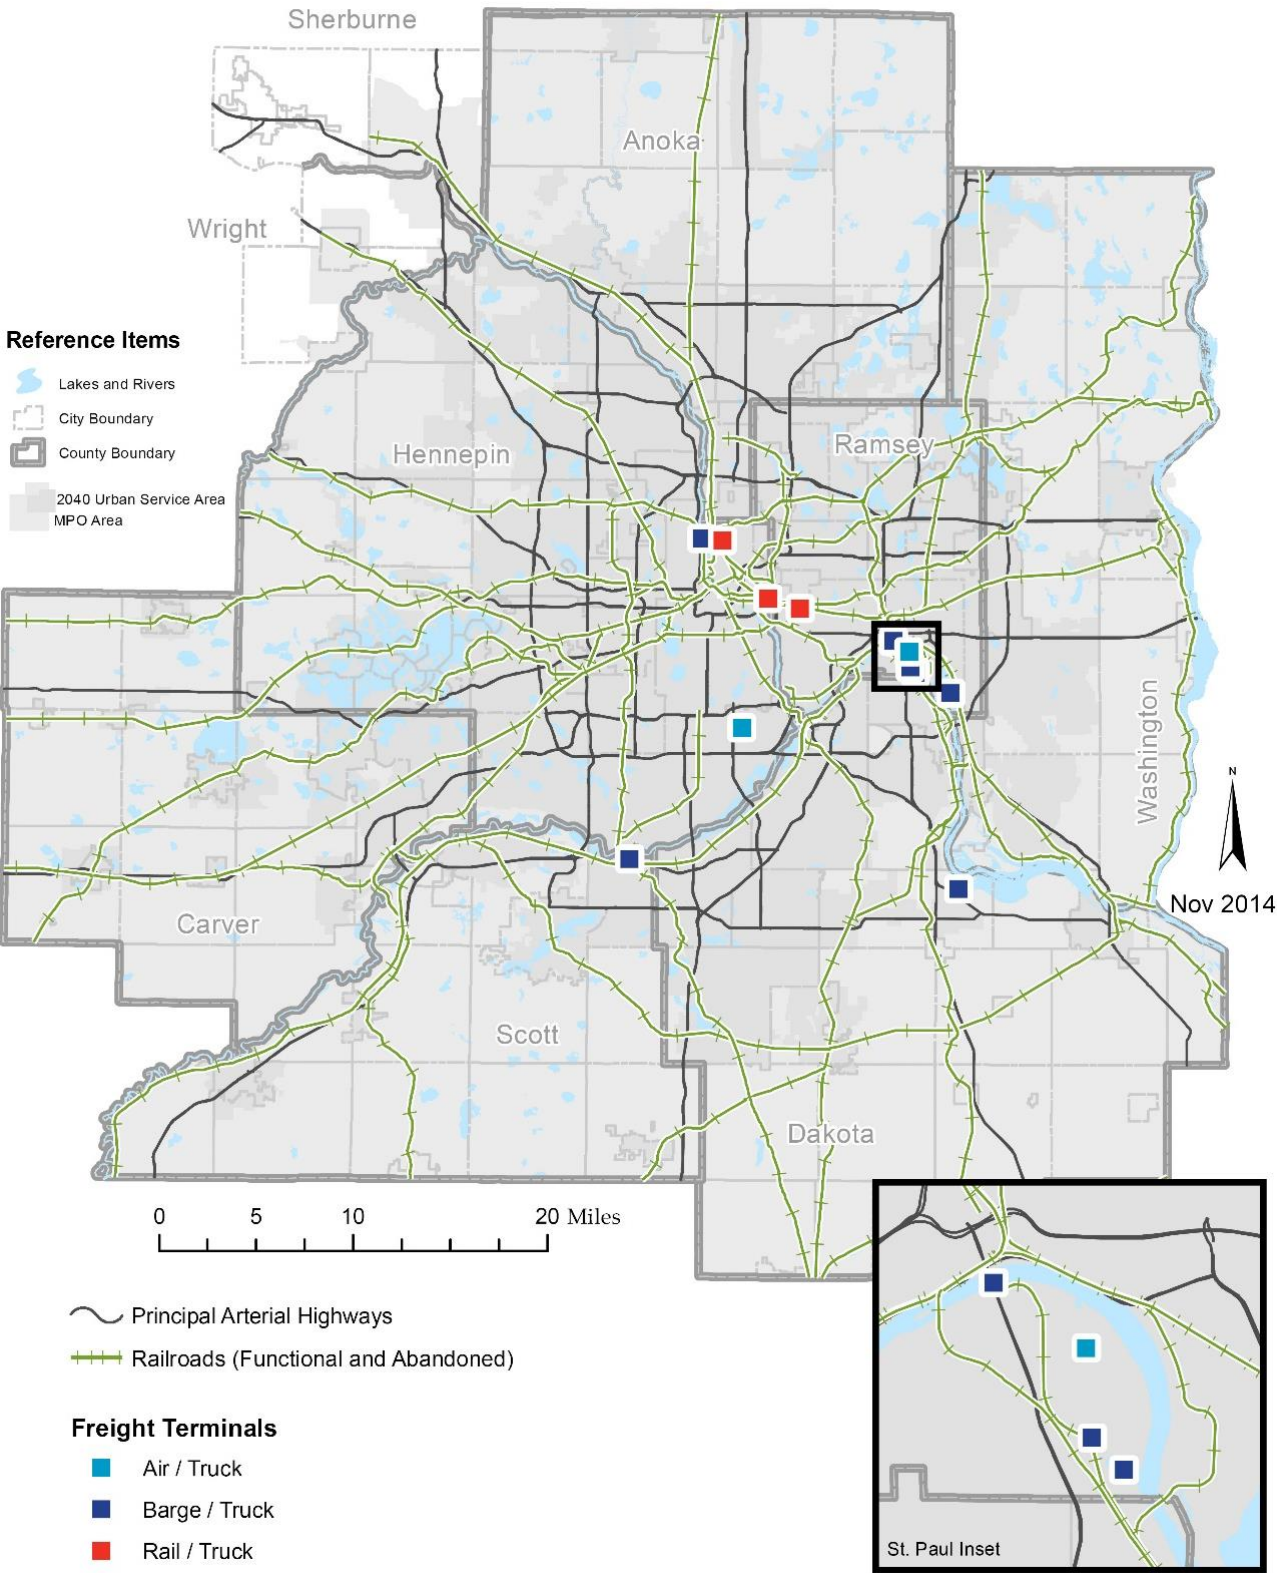 Sherburne
Anoka
Wright
Reference Items
Lakes and Rivers
City Boundary
County Boundary
2040 Urban Service Area
MPO Area
Hennepin
Ramsey
Washington
N
Nov 2014
Carver
Scott
Dakota
0 5 10 20 Miles
Principal Arterial Highways
Railroads (Functional and Abandoned)
Freight Terminals
Air / Truck
Barge / Truck
Rail / Truck
St. Paul Inset